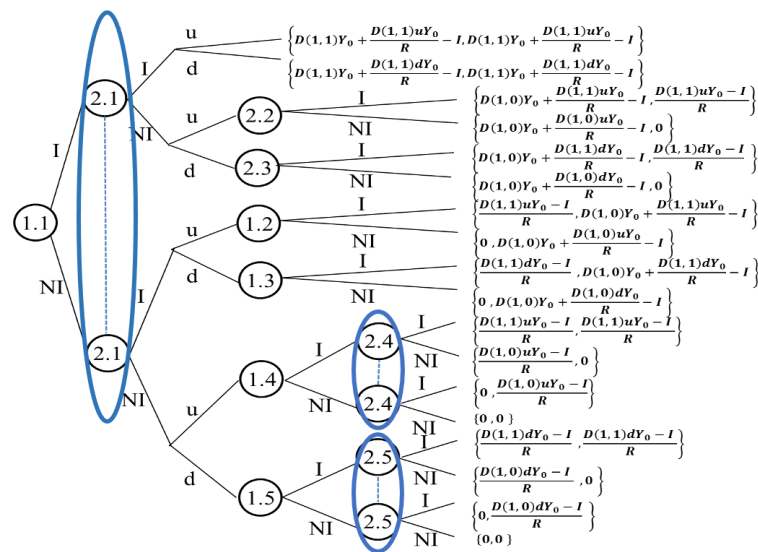 u {D(1,1)Y₀ + D(1,1)uY₀/R − I, D(1,1)Y₀ + D(1,1)uY₀/R − I}
I
d {D(1,1)Y₀ + D(1,1)dY₀/R − I, D(1,1)Y₀ + D(1,1)dY₀/R − I}
2.1
I {D(1,0)Y₀ + D(1,1)uY₀/R − I, D(1,1)uY₀ − I/R}
u 2.2
NI NI {D(1,0)Y₀ + D(1,0)uY₀/R − I, 0}
I I {D(1,0)Y₀ + D(1,1)dY₀/R − I, D(1,1)dY₀ − I/R}
d 2.3
NI {D(1,0)Y₀ + D(1,0)dY₀/R − I, 0}
1.1
I {D(1,1)uY₀ − I/R, D(1,0)Y₀ + D(1,1)uY₀/R − I}
u 1.2
NI {0, D(1,0)Y₀ + D(1,0)uY₀/R − I}
I {D(1,1)dY₀ − I/R, D(1,0)Y₀ + D(1,1)dY₀/R − I}
d 1.3
NI I NI {0, D(1,0)Y₀ + D(1,0)dY₀/R − I}
I {D(1,1)uY₀ − I/R, D(1,1)uY₀ − I/R}
2.1 I 2.4
NI {D(1,0)uY₀ − I/R, 0}
1.4
I {0, D(1,0)uY₀ − I/R}
NI u NI 2.4
NI {0,0}
I {D(1,1)dY₀ − I/R, D(1,1)dY₀ − I/R}
I 2.5
d NI {D(1,0)dY₀ − I/R, 0}
1.5
I {0, D(1,0)dY₀ − I/R}
NI 2.5
NI {0,0}